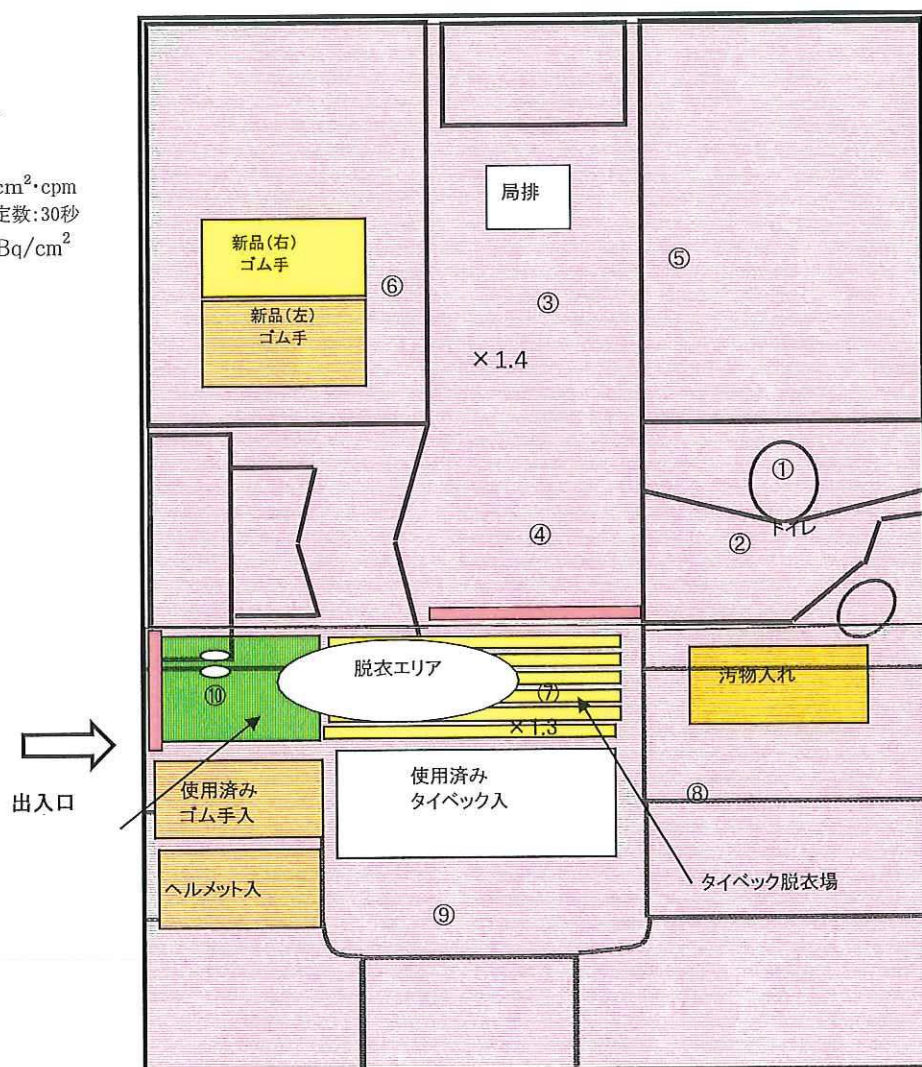 cm²・cpm
定数:30秒
Bq/cm²
局排
新品(右)
ゴム手
⑥
新品(左)
ゴム手
③
⑤
×1.4
①
④
②
トイレ
脱衣エリア
⑩
⑦
×1.3
汚物入れ
出入口
使用済み
ゴム手入
使用済み
タイベック入
⑧
ヘルメット入
タイベック脱衣場
⑨